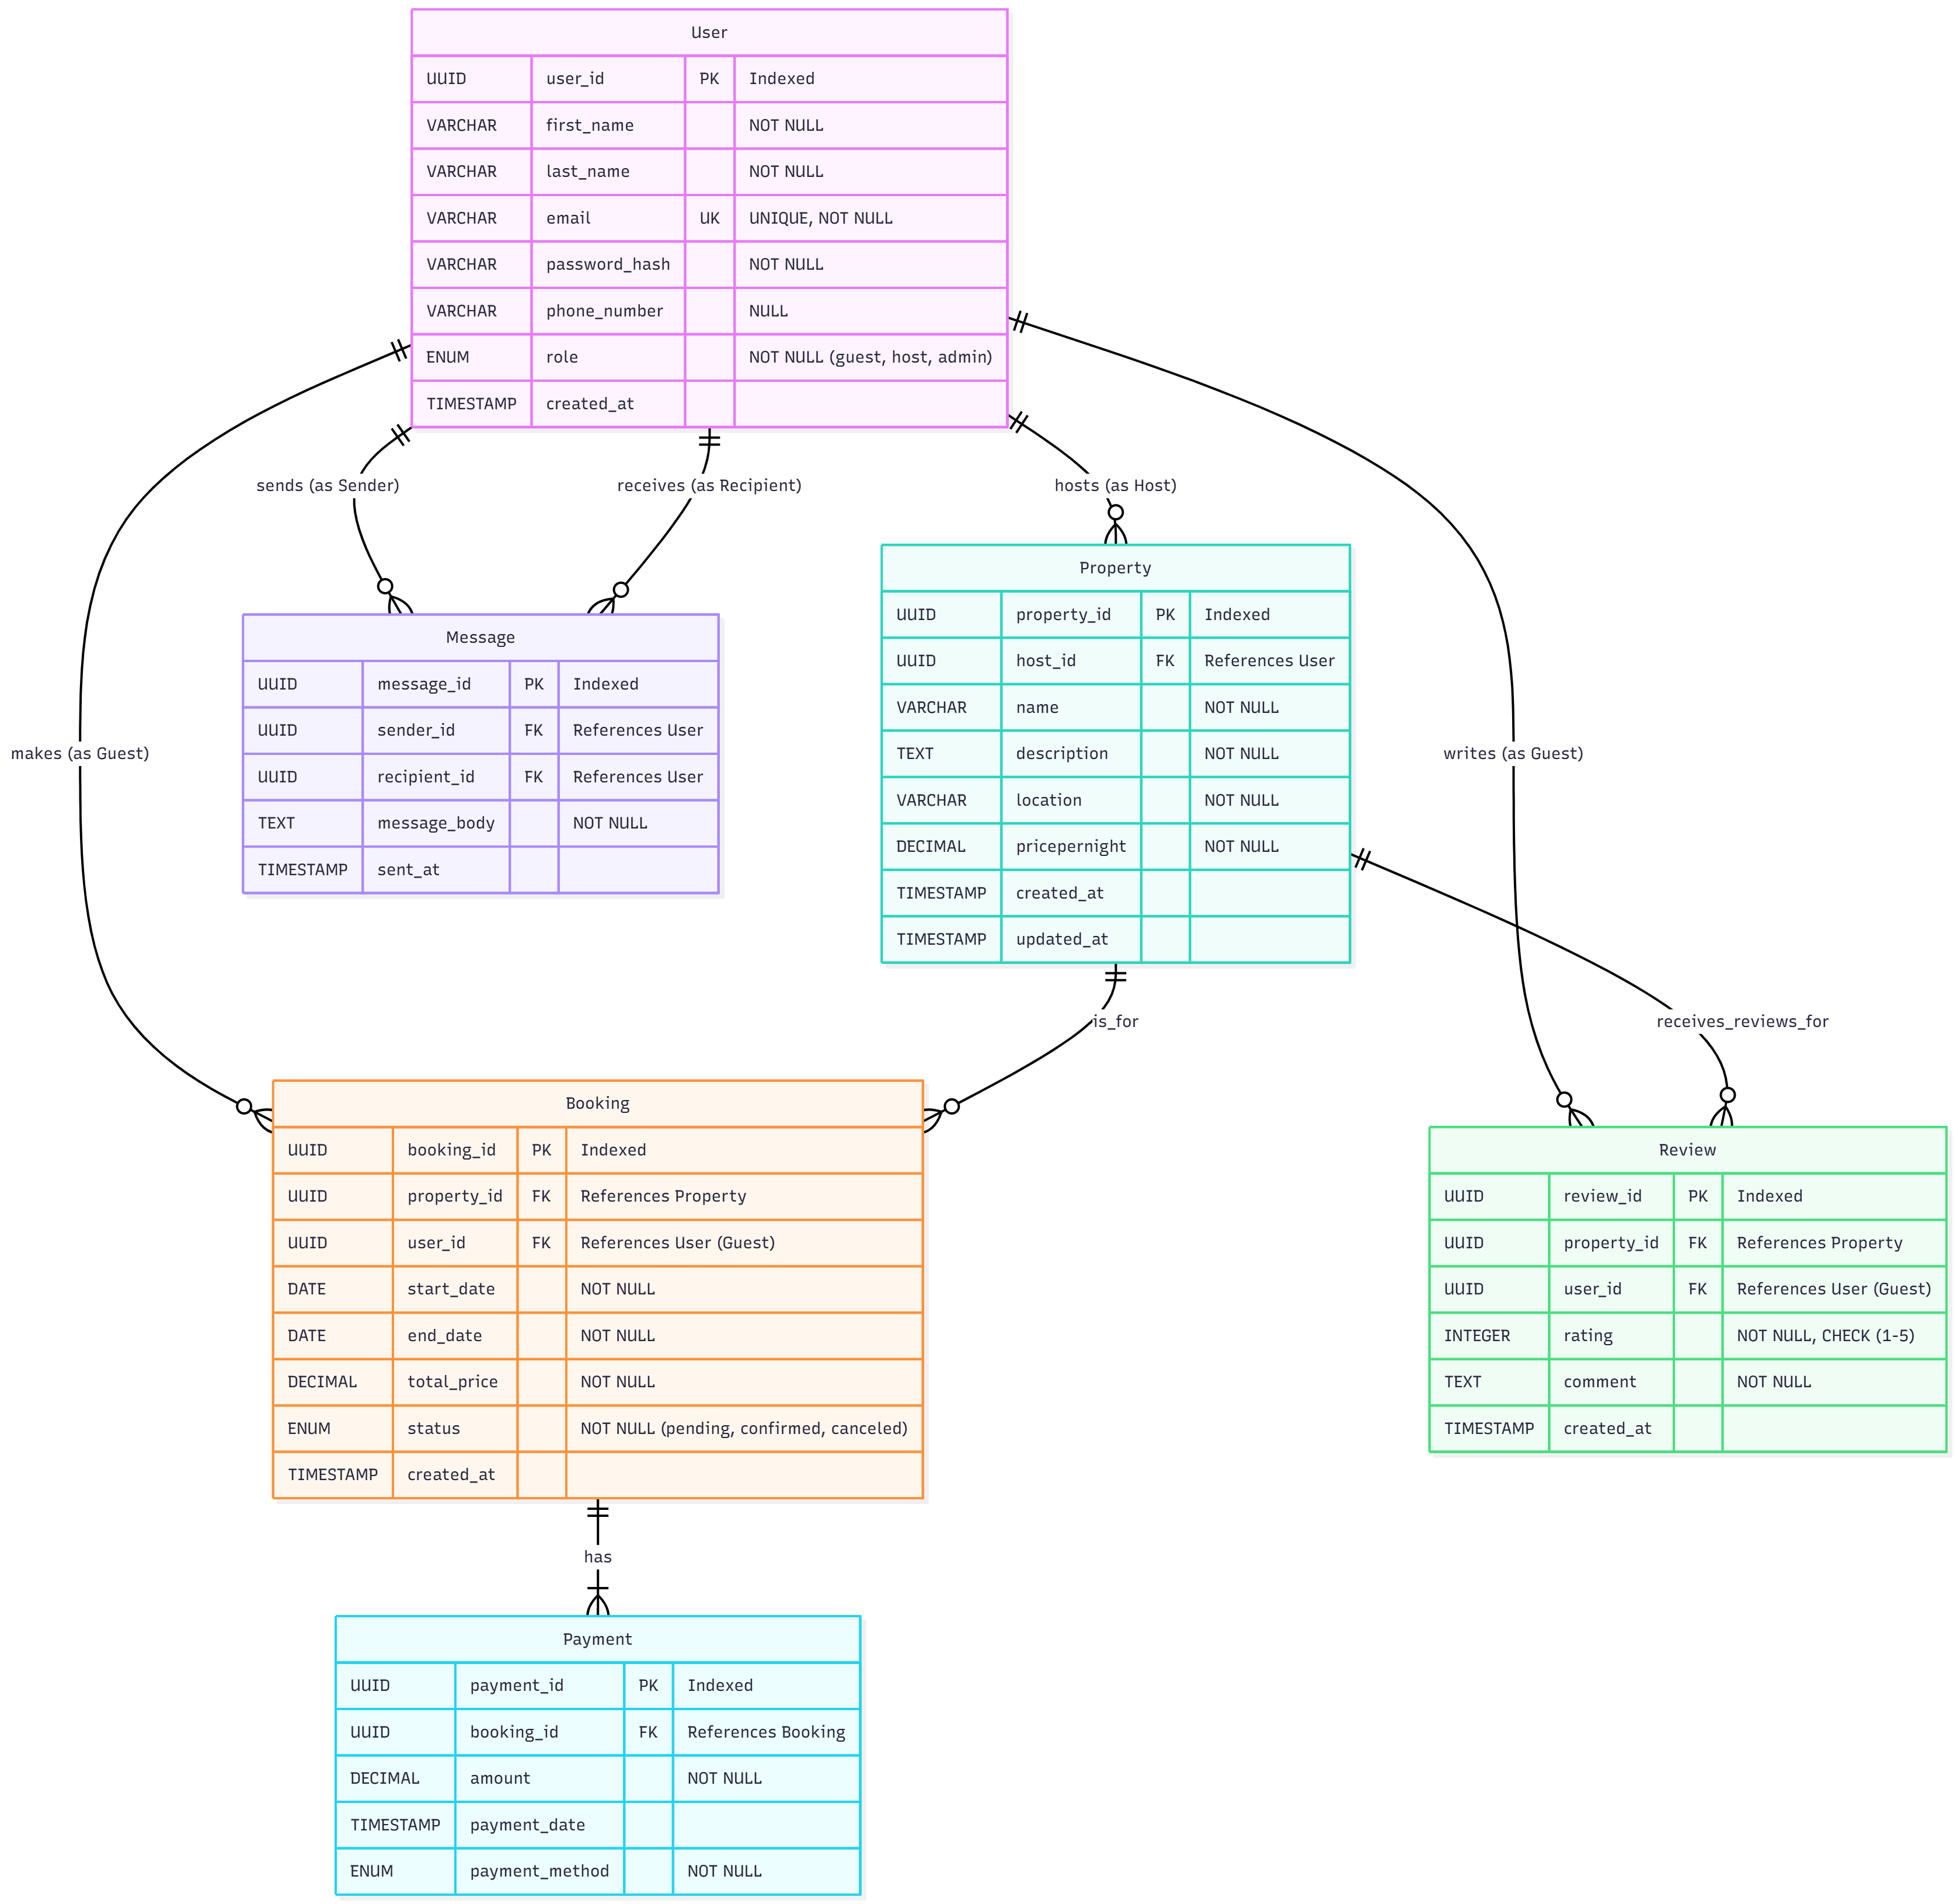 User
UUID user_id PK Indexed
VARCHAR first_name NOT NULL
VARCHAR last_name NOT NULL
VARCHAR email UK UNIQUE, NOT NULL
VARCHAR password_hash NOT NULL
VARCHAR phone_number NULL
ENUM role NOT NULL (guest, host, admin)
TIMESTAMP created_at
sends (as Sender)
receives (as Recipient)
hosts (as Host)
Message
UUID message_id PK Indexed
UUID sender_id FK References User
UUID recipient_id FK References User
TEXT message_body NOT NULL
TIMESTAMP sent_at
Property
UUID property_id PK Indexed
UUID host_id FK References User
VARCHAR name NOT NULL
TEXT description NOT NULL
VARCHAR location NOT NULL
DECIMAL pricepernight NOT NULL
TIMESTAMP created_at
TIMESTAMP updated_at
makes (as Guest)
writes (as Guest)
is_for
receives_reviews_for
Booking
UUID booking_id PK Indexed
UUID property_id FK References Property
UUID user_id FK References User (Guest)
DATE start_date NOT NULL
DATE end_date NOT NULL
DECIMAL total_price NOT NULL
ENUM status NOT NULL (pending, confirmed, canceled)
TIMESTAMP created_at
Review
UUID review_id PK Indexed
UUID property_id FK References Property
UUID user_id FK References User (Guest)
INTEGER rating NOT NULL, CHECK (1-5)
TEXT comment NOT NULL
TIMESTAMP created_at
has
Payment
UUID payment_id PK Indexed
UUID booking_id FK References Booking
DECIMAL amount NOT NULL
TIMESTAMP payment_date
ENUM payment_method NOT NULL